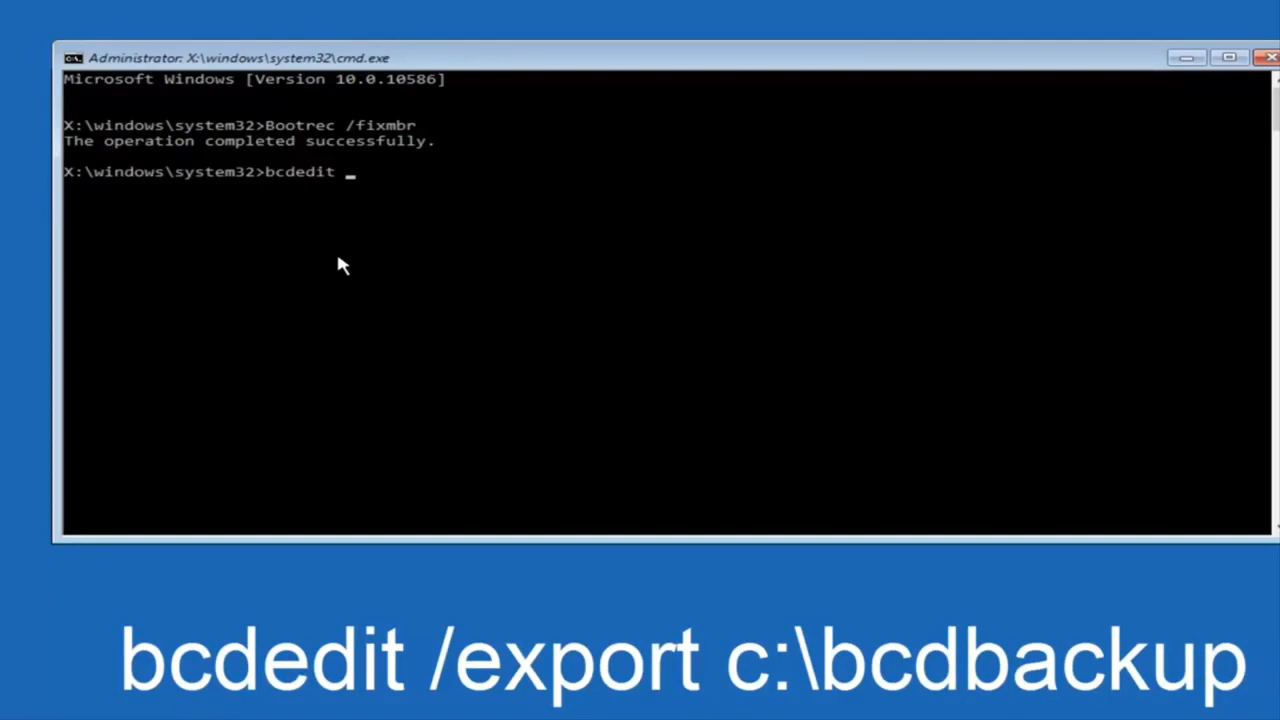 Administrator: X:\windows\system32\cmd.exe
Microsoft Windows [Version 10.0.10586]
X:\windows\system32>Bootrec /fixmbr
The operation completed successfully.
X:\windows\system32>bcdedit _
bcdedit /export c:\bcdbackup